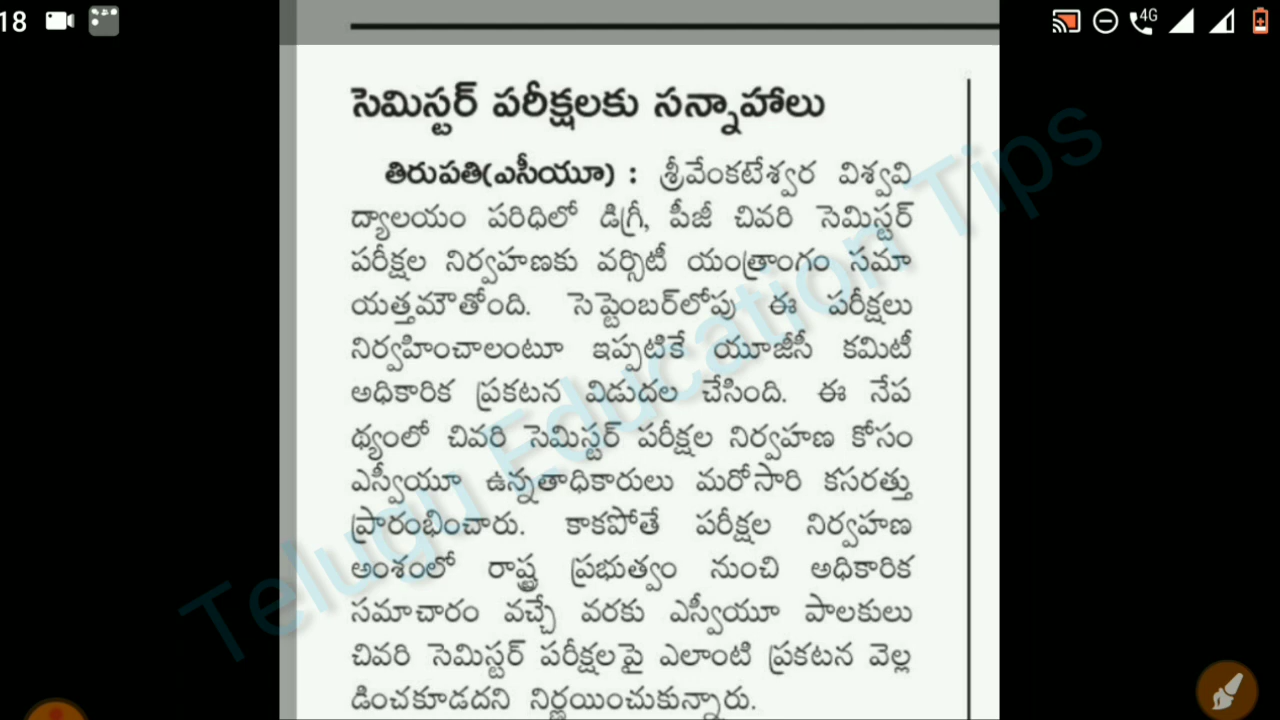 18
4G
సెమిస్టర్ పరీక్షలకు సన్నాహాలు
తిరుపతి(ఎసీయూ) : శ్రీవేంకటేశ్వర విశ్వవి
ద్యాలయం పరిధిలో డిగ్రీ, పీజీ చివరి సెమిస్టర్
పరీక్షల నిర్వహణకు వర్సిటీ యంత్రాంగం సమా
యత్తమౌతోంది. సెప్టెంబర్‌లోపు ఈ పరీక్షలు
నిర్వహించాలంటూ ఇప్పటికే యూజీసీ కమిటీ
అధికారిక ప్రకటన విడుదల చేసింది. ఈ నేప
థ్యంలో చివరి సెమిస్టర్ పరీక్షల నిర్వహణ కోసం
ఎస్వీయూ ఉన్నతాధికారులు మరోసారి కసరత్తు
ప్రారంభించారు. కాకపోతే పరీక్షల నిర్వహణ
అంశంలో రాష్ట్ర ప్రభుత్వం నుంచి అధికారిక
సమాచారం వచ్చే వరకు ఎస్వీయూ పాలకులు
చివరి సెమిస్టర్ పరీక్షలపై ఎలాంటి ప్రకటన వెల్ల
డించకూడదని నిర్ణయించుకున్నారు.
Telugu Education Tips